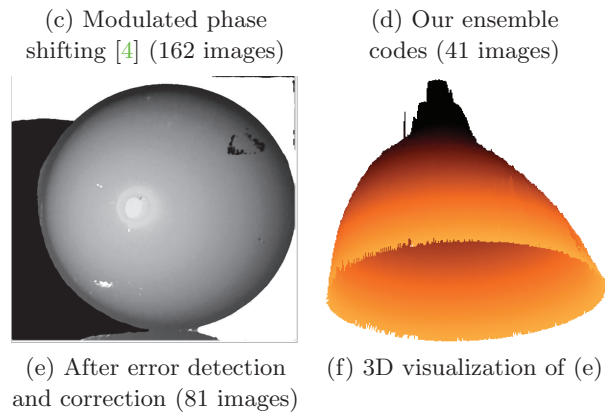 (c) Modulated phase
shifting [4] (162 images)
(d) Our ensemble
codes (41 images)
(e) After error detection
and correction (81 images)
(f) 3D visualization of (e)